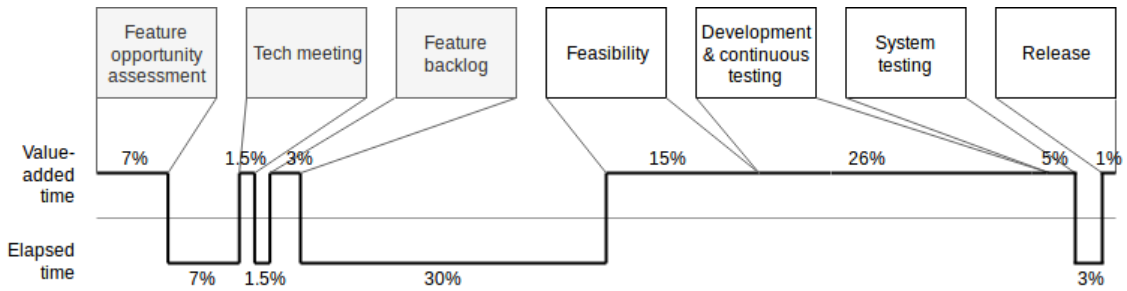 Feature
opportunity
assessment
Tech meeting
Feature
backlog
Feasibility
Development
& continuous
testing
System
testing
Release
Value-
added
time
7%
1.5%
3%
15%
26%
5%
1%
Elapsed
time
7%
1.5%
30%
3%